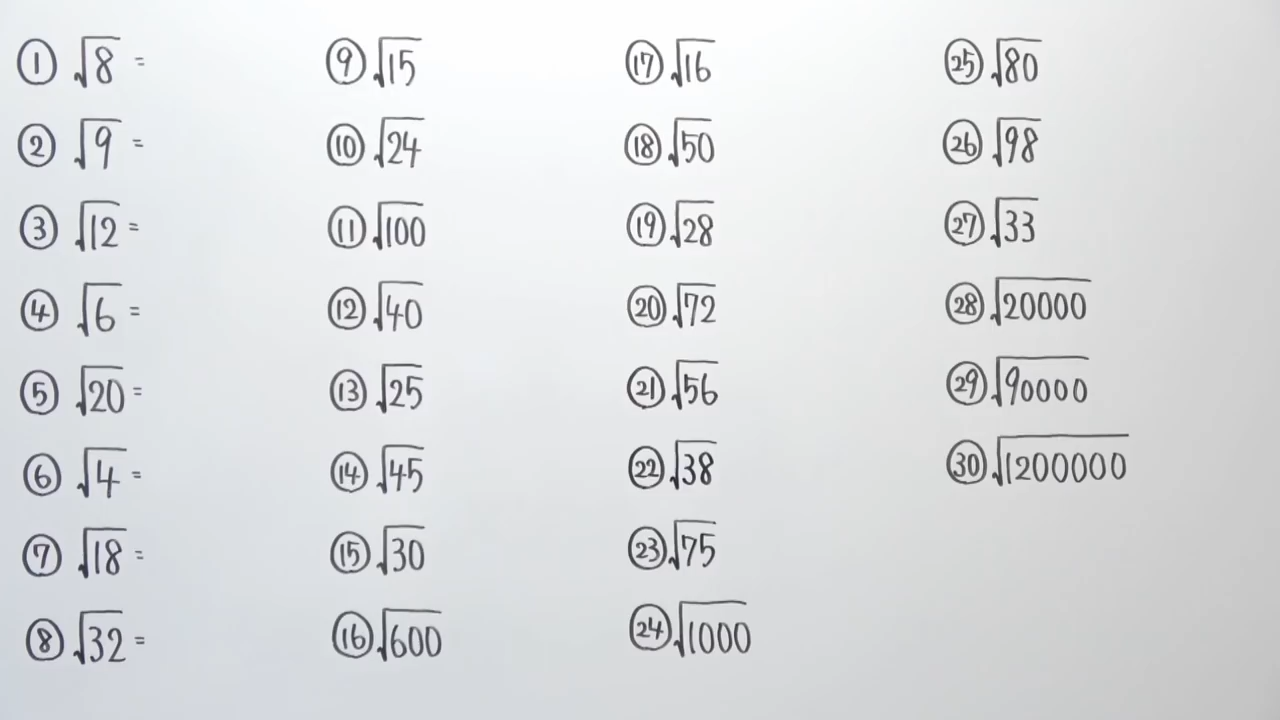 ① √8 =
② √9 =
③ √12 =
④ √6 =
⑤ √20 =
⑥ √4 =
⑦ √18 =
⑧ √32 =
⑨ √15
⑩ √24
⑪ √100
⑫ √40
⑬ √25
⑭ √45
⑮ √30
⑯ √600
⑰ √16
⑱ √50
⑲ √28
⑳ √72
㉑ √56
㉒ √38
㉓ √75
㉔ √1000
㉕ √80
㉖ √98
㉗ √33
㉘ √20000
㉙ √90000
㉚ √1200000